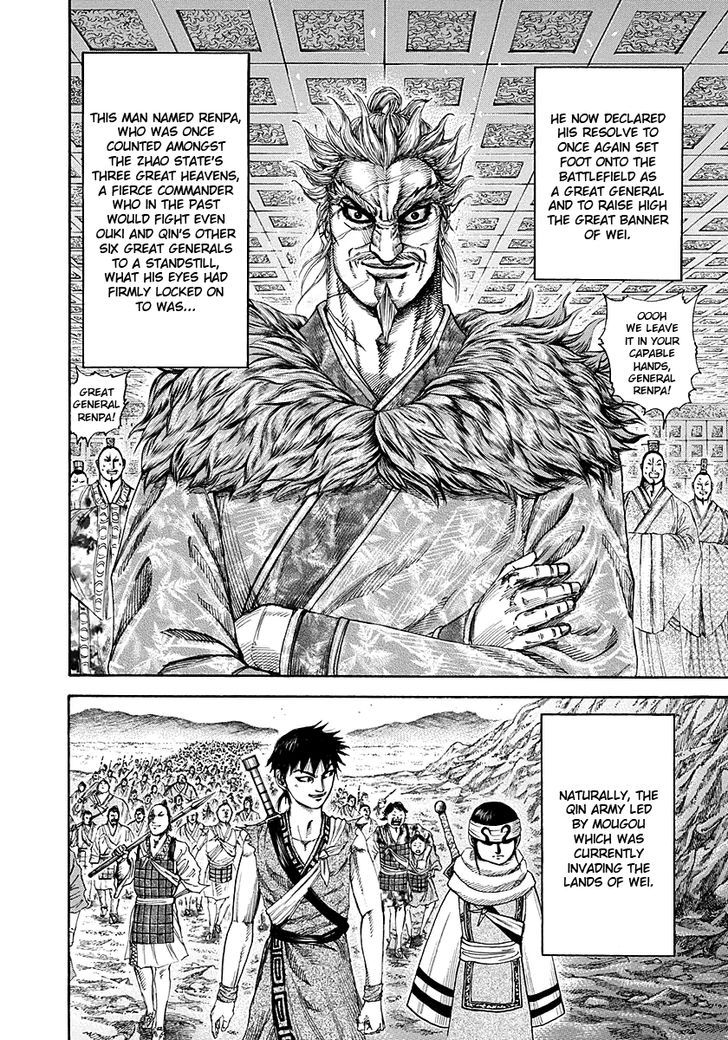 HE NOW DECLARED
HIS RESOLVE TO
ONCE AGAIN SET
FOOT ONTO THE
BATTLEFIELD AS
A GREAT GENERAL
AND TO RAISE HIGH
THE GREAT BANNER
OF WEI.
THIS MAN NAMED RENPA,
WHO WAS ONCE
COUNTED AMONGST
THE ZHAO STATE'S
THREE GREAT HEAVENS,
A FIERCE COMMANDER
WHO IN THE PAST
WOULD FIGHT EVEN
OUKI AND QIN'S OTHER
SIX GREAT GENERALS
TO A STANDSTILL,
WHAT HIS EYES HAD
FIRMLY LOCKED ON
TO WAS...
OOOH
WE LEAVE
IT IN YOUR
CAPABLE
HANDS,
GENERAL
RENPA!
GREAT
GENERAL
RENPA!
NATURALLY, THE
QIN ARMY LED
BY MOUGOU
WHICH WAS
CURRENTLY
INVADING THE
LANDS OF WEI.